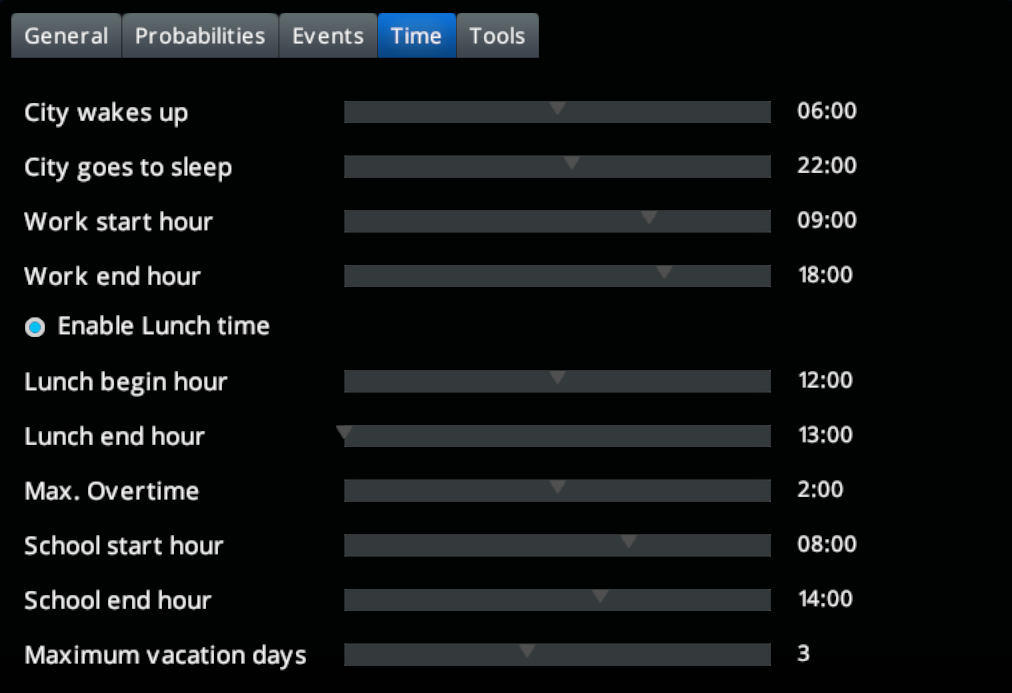 General Probabilities Events Time Tools
City wakes up 06:00
City goes to sleep 22:00
Work start hour 09:00
Work end hour 18:00
Enable Lunch time
Lunch begin hour 12:00
Lunch end hour 13:00
Max. Overtime 2:00
School start hour 08:00
School end hour 14:00
Maximum vacation days 3